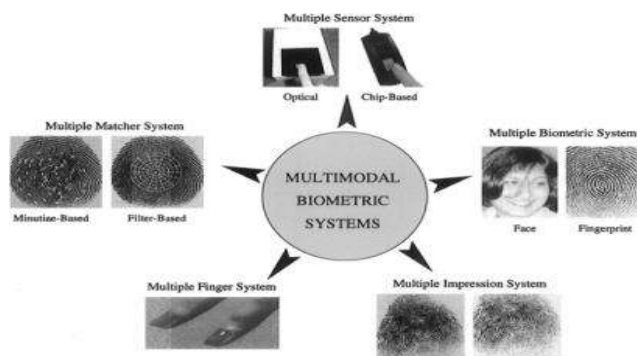 Multiple Sensor System
Optical
Chip-Based
Multiple Matcher System
Minutiae-Based
Filter-Based
MULTIMODAL
BIOMETRIC
SYSTEMS
Multiple Biometric System
Face
Fingerprint
Multiple Finger System
Multiple Impression System